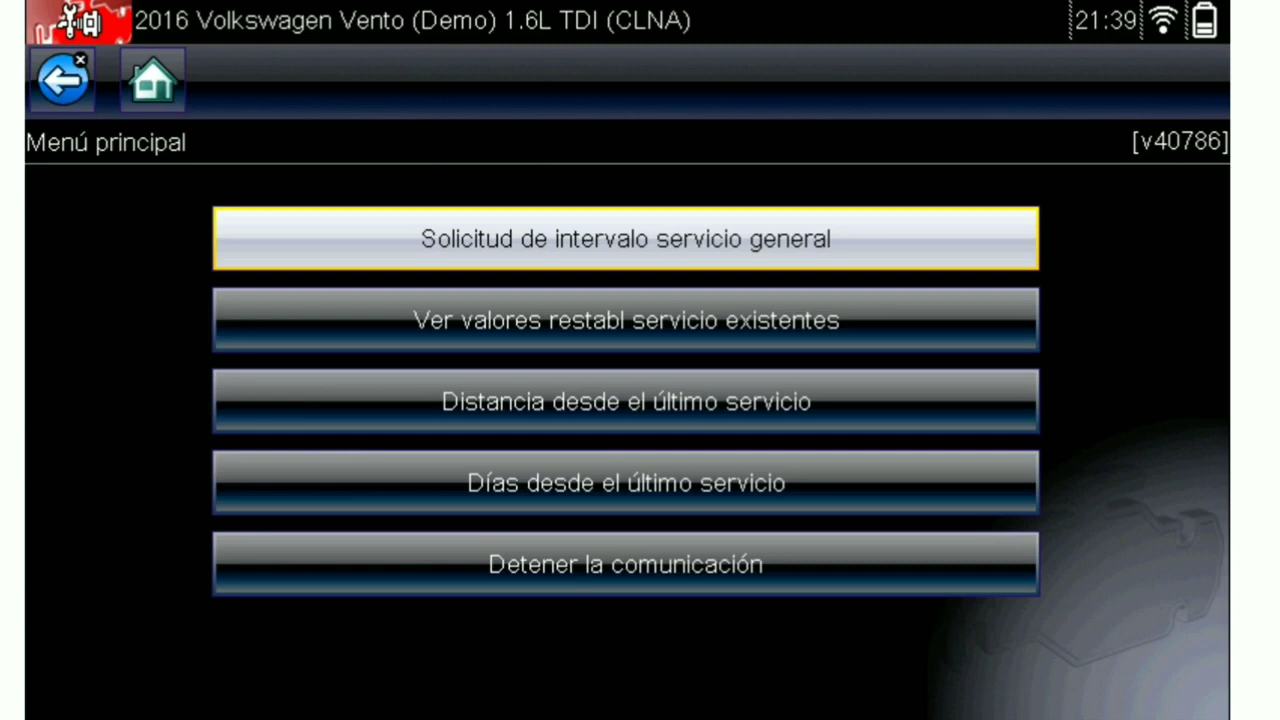 2016 Volkswagen Vento (Demo) 1.6L TDI (CLNA) 21:39
Menú principal [v40786]
Solicitud de intervalo servicio general
Ver valores restabl servicio existentes
Distancia desde el último servicio
Días desde el último servicio
Detener la comunicación